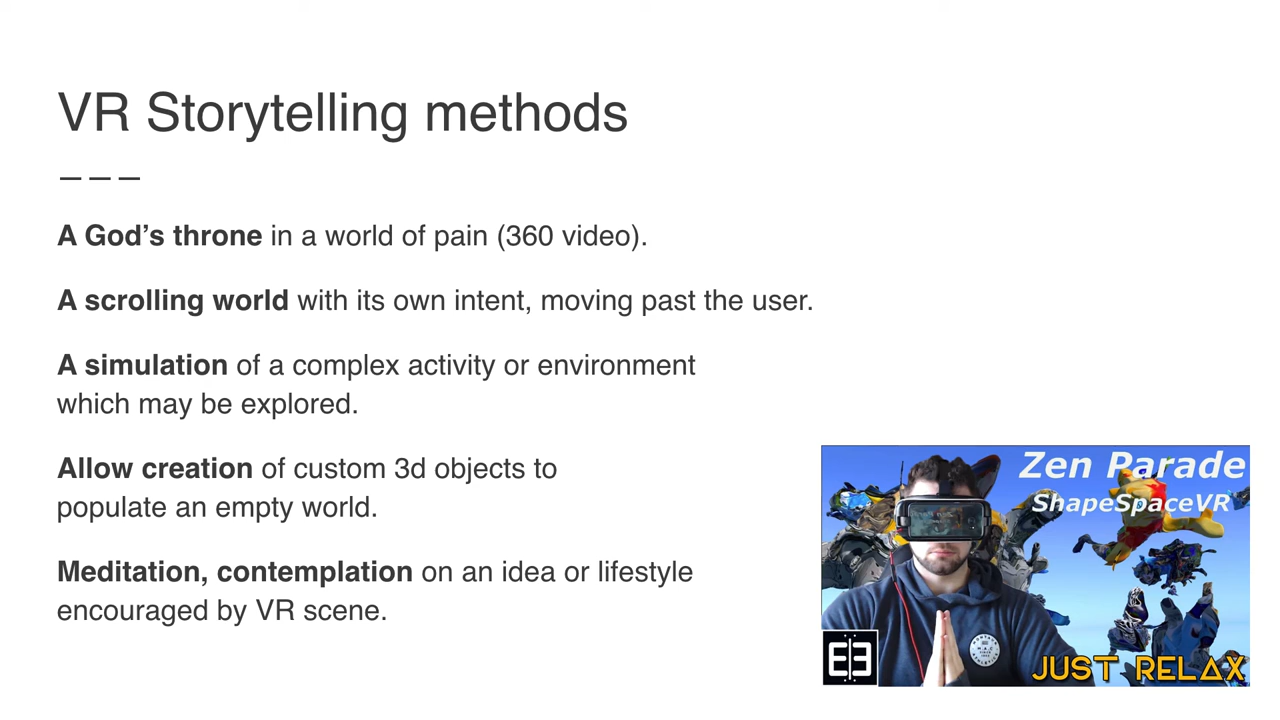 VR Storytelling methods
A God’s throne in a world of pain (360 video).
A scrolling world with its own intent, moving past the user.
A simulation of a complex activity or environment
which may be explored.
Allow creation of custom 3d objects to
populate an empty world.
Meditation, contemplation on an idea or lifestyle
encouraged by VR scene.
Zen Parade
ShapeSpaceVR
JUST RELAX